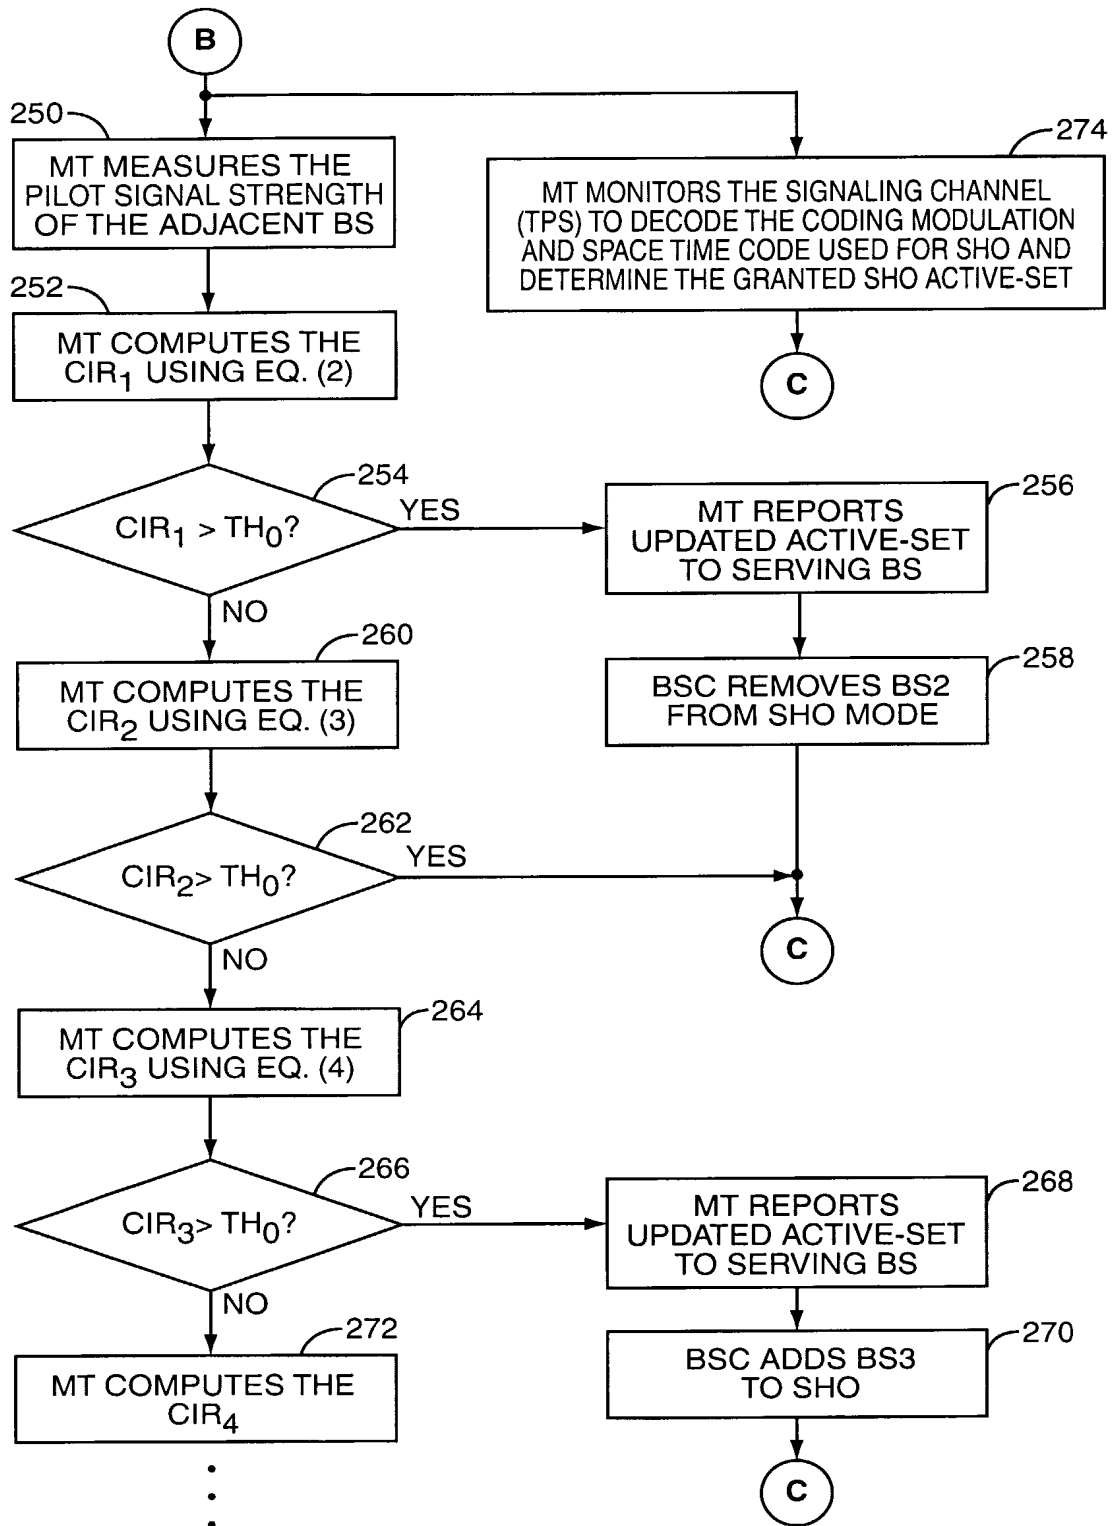 B
250
MT MEASURES THE
PILOT SIGNAL STRENGTH
OF THE ADJACENT BS
274
MT MONITORS THE SIGNALING CHANNEL
(TPS) TO DECODE THE CODING MODULATION
AND SPACE TIME CODE USED FOR SHO AND
DETERMINE THE GRANTED SHO ACTIVE-SET
C
252
MT COMPUTES THE
CIR1 USING EQ. (2)
254
CIR1 > TH0?
YES
NO
256
MT REPORTS
UPDATED ACTIVE-SET
TO SERVING BS
258
BSC REMOVES BS2
FROM SHO MODE
260
MT COMPUTES THE
CIR2 USING EQ. (3)
262
CIR2> TH0?
YES
NO
C
264
MT COMPUTES THE
CIR3 USING EQ. (4)
266
CIR3> TH0?
YES
NO
268
MT REPORTS
UPDATED ACTIVE-SET
TO SERVING BS
270
BSC ADDS BS3
TO SHO
C
272
MT COMPUTES THE
CIR4